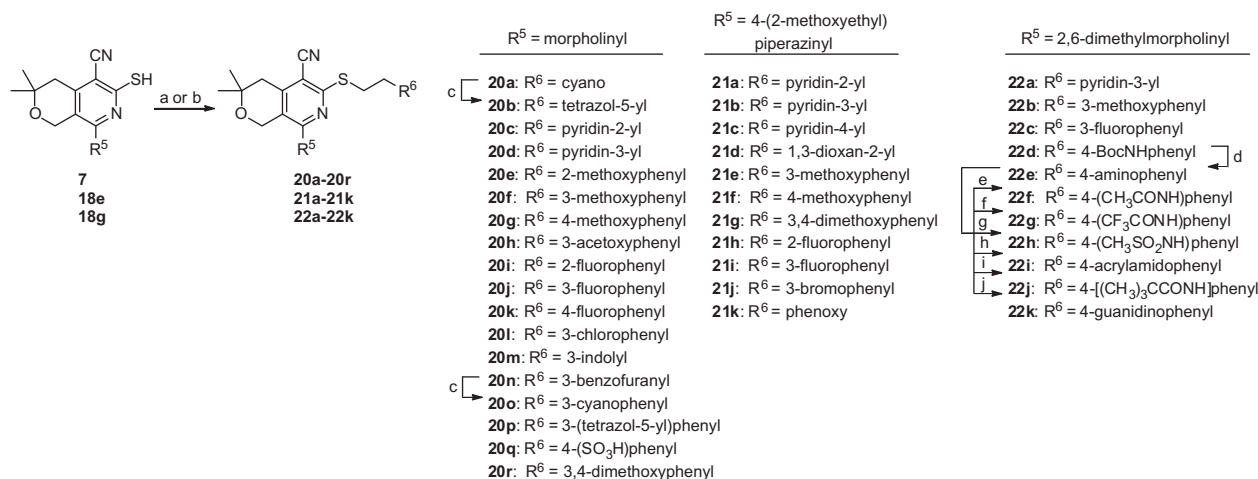 CN
SH
N
O
R⁵
7
18e
18g
a or b
CN
S
R⁶
N
O
R⁵
20a-20r
21a-21k
22a-22k
R⁵ = morpholinyl
c
20a: R⁶ = cyano
20b: R⁶ = tetrazol-5-yl
20c: R⁶ = pyridin-2-yl
20d: R⁶ = pyridin-3-yl
20e: R⁶ = 2-methoxyphenyl
20f: R⁶ = 3-methoxyphenyl
20g: R⁶ = 4-methoxyphenyl
20h: R⁶ = 3-acetoxyphenyl
20i: R⁶ = 2-fluorophenyl
20j: R⁶ = 3-fluorophenyl
20k: R⁶ = 4-fluorophenyl
20l: R⁶ = 3-chlorophenyl
20m: R⁶ = 3-indolyl
c
20n: R⁶ = 3-benzofuranyl
20o: R⁶ = 3-cyanophenyl
20p: R⁶ = 3-(tetrazol-5-yl)phenyl
20q: R⁶ = 4-(SO₃H)phenyl
20r: R⁶ = 3,4-dimethoxyphenyl
R⁵ = 4-(2-methoxyethyl)
piperazinyl
21a: R⁶ = pyridin-2-yl
21b: R⁶ = pyridin-3-yl
21c: R⁶ = pyridin-4-yl
21d: R⁶ = 1,3-dioxan-2-yl
21e: R⁶ = 3-methoxyphenyl
21f: R⁶ = 4-methoxyphenyl
21g: R⁶ = 3,4-dimethoxyphenyl
21h: R⁶ = 2-fluorophenyl
21i: R⁶ = 3-fluorophenyl
21j: R⁶ = 3-bromophenyl
21k: R⁶ = phenoxy
R⁵ = 2,6-dimethylmorpholinyl
22a: R⁶ = pyridin-3-yl
22b: R⁶ = 3-methoxyphenyl
22c: R⁶ = 3-fluorophenyl
22d: R⁶ = 4-BocNHphenyl
d
22e: R⁶ = 4-aminophenyl
e
22f: R⁶ = 4-(CH₃CONH)phenyl
f
22g: R⁶ = 4-(CF₃CONH)phenyl
g
22h: R⁶ = 4-(CH₃SO₂NH)phenyl
h
22i: R⁶ = 4-acrylamidophenyl
i
22j: R⁶ = 4-[(CH₃)₃CCONH]phenyl
j
22k: R⁶ = 4-guanidinophenyl